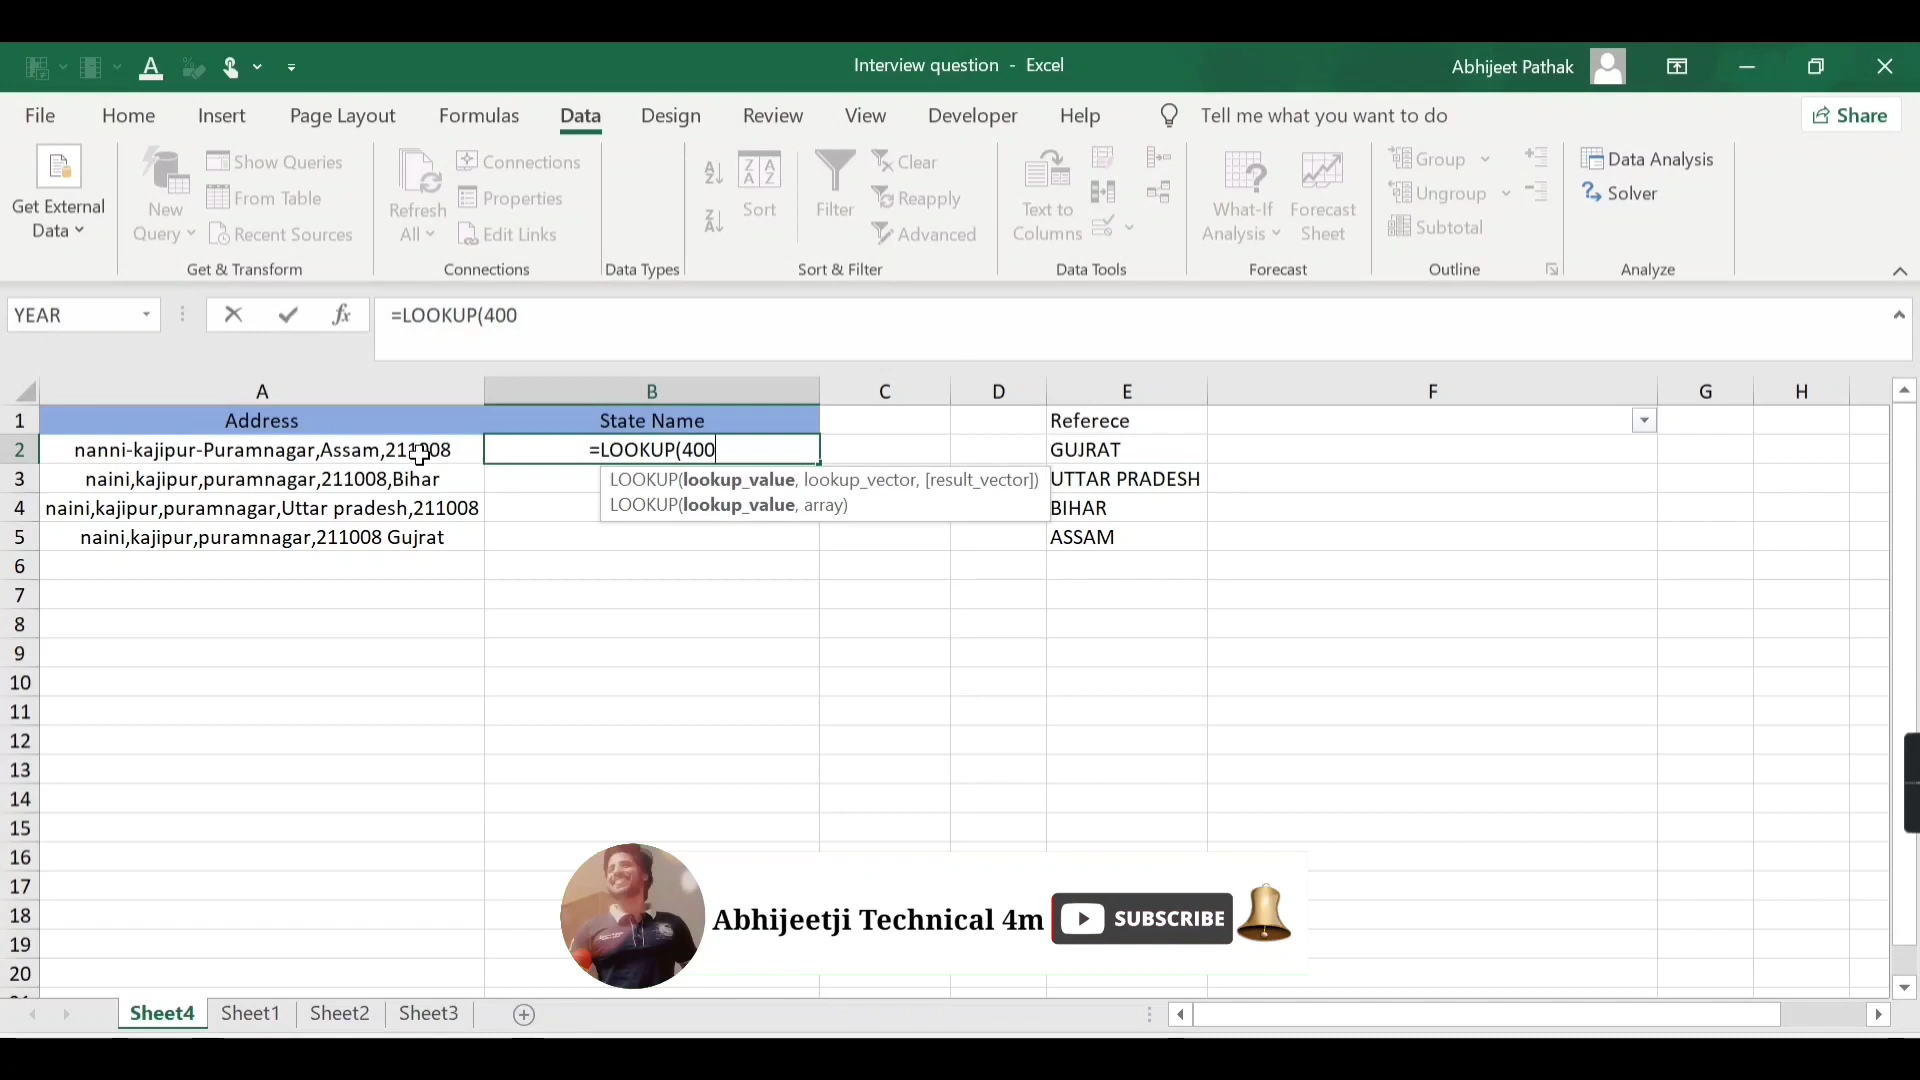 Interview question - Excel
Abhijeet Pathak
File Home Insert Page Layout Formulas Data Design Review View Developer Help Tell me what you want to do Share
Get External Data
New Query
Show Queries
From Table
Recent Sources
Get & Transform
Refresh All
Connections
Properties
Edit Links
Connections
Data Types
Sort
Filter
Clear
Reapply
Advanced
Sort & Filter
Text to Columns
Data Tools
What-If Analysis
Forecast Sheet
Forecast
Group
Ungroup
Subtotal
Outline
Data Analysis
Solver
Analyze
YEAR fx =LOOKUP(400
A B C D E F G H
1 Address State Name Referece
2 nanni-kajipur-Puramnagar,Assam,211008 =LOOKUP(400 GUJRAT
3 naini,kajipur,puramnagar,211008,Bihar UTTAR PRADESH
LOOKUP(lookup_value, lookup_vector, [result_vector])
LOOKUP(lookup_value, array)
4 naini,kajipur,puramnagar,Uttar pradesh,211008 BIHAR
5 naini,kajipur,puramnagar,211008 Gujrat ASSAM
6
7
8
9
10
11
12
13
14
15
16
17
18
19
20
Abhijeetji Technical 4m SUBSCRIBE
Sheet4 Sheet1 Sheet2 Sheet3